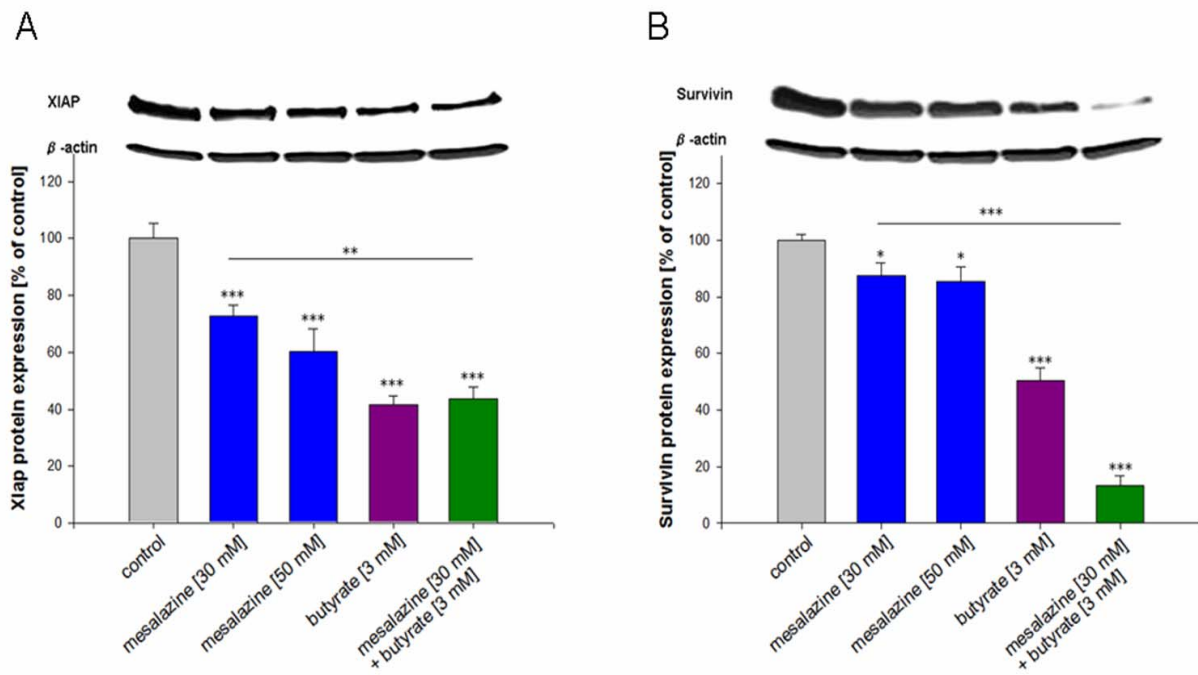 A
XIAP
β -actin
XIap protein expression [% of control]
120
100
80
60
40
20
0
**
***
***
***
***
control
mesalazine [30 mM]
mesalazine [50 mM]
butyrate [3 mM]
mesalazine [30 mM]
+ butyrate [3 mM]
B
Survivin
β -actin
Survivin protein expression [% of control]
120
100
80
60
40
20
0
***
*
*
***
***
control
mesalazine [30 mM]
mesalazine [50 mM]
butyrate [3 mM]
mesalazine [30 mM]
+ butyrate [3 mM]